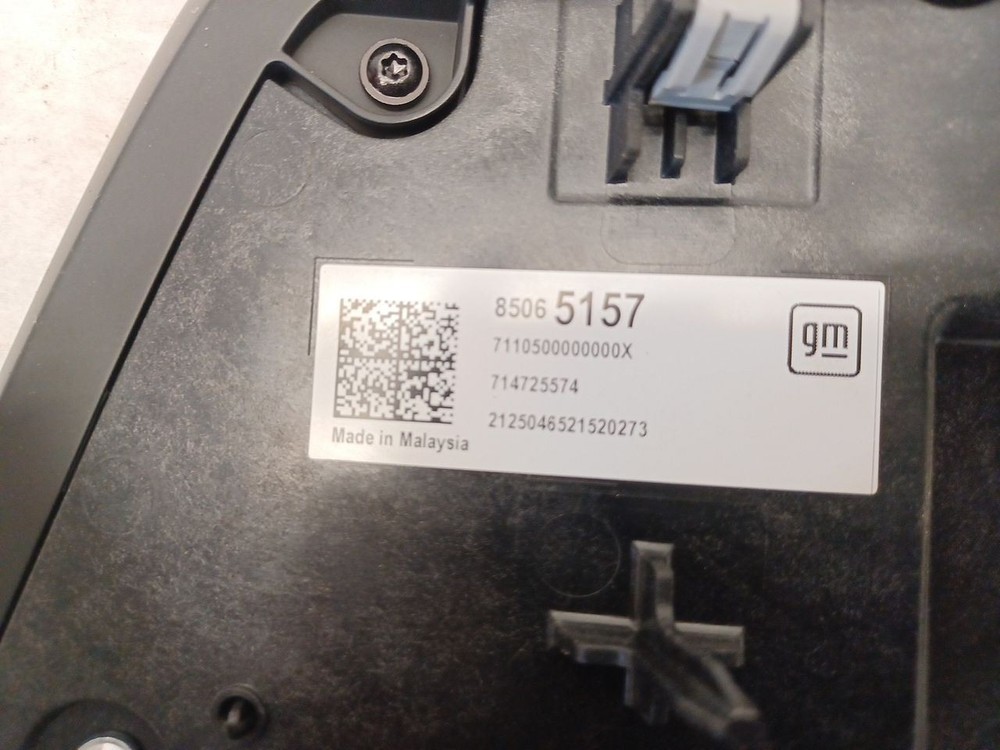 8506 5157
7110500000000X
714725574
2125046521520273
Made in Malaysia
gm